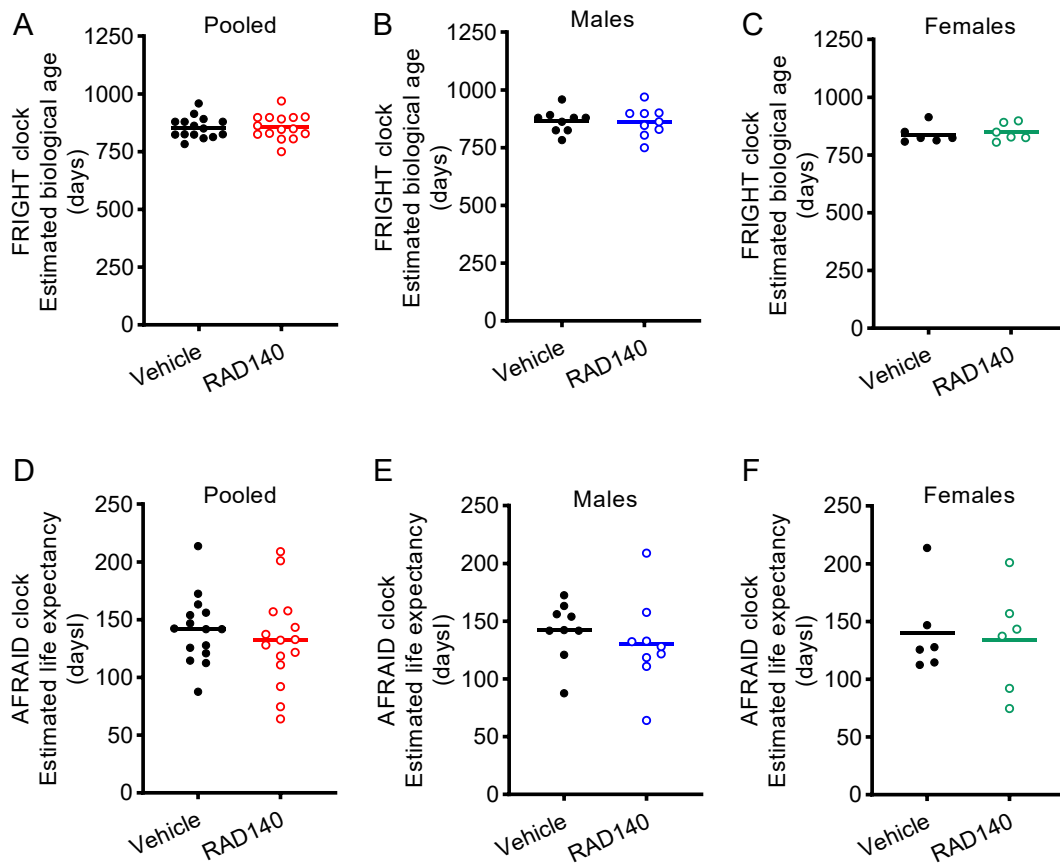 A
Pooled
FRIGHT clock
Estimated biological age
(days)
1250
1000
750
500
250
0
Vehicle
RAD140
B
Males
FRIGHT clock
Estimated biological age
(days)
1250
1000
750
500
250
0
Vehicle
RAD140
C
Females
FRIGHT clock
Estimated biological age
(days)
1250
1000
750
500
250
0
Vehicle
RAD140
D
Pooled
AFRAID clock
Estimated life expectancy
(daysl)
250
200
150
100
50
0
Vehicle
RAD140
E
Males
AFRAID clock
Estimated life expectancy
(daysl)
250
200
150
100
50
0
Vehicle
RAD140
F
Females
AFRAID clock
Estimated life expectancy
(daysl)
250
200
150
100
50
0
Vehicle
RAD140